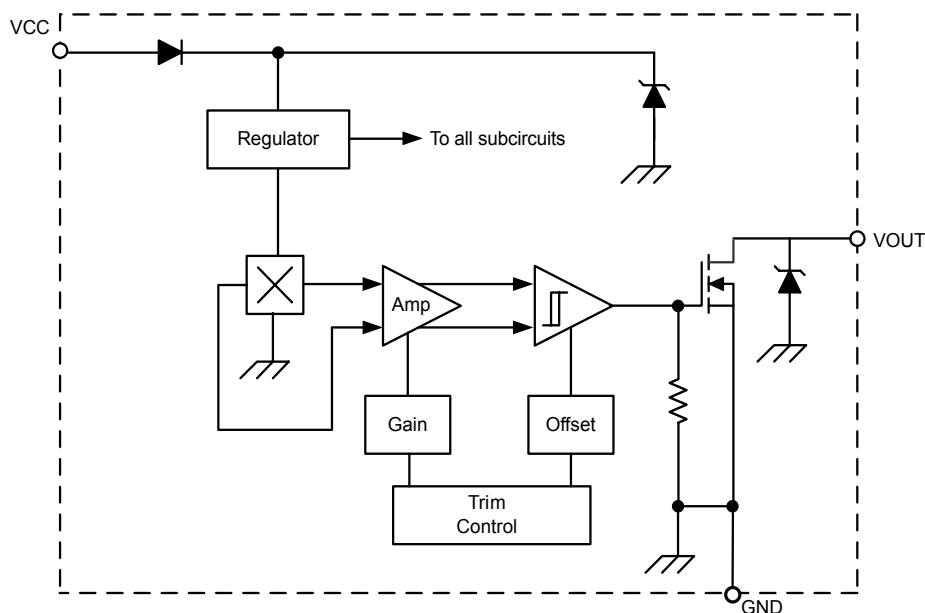 VCC
Regulator
To all subcircuits
VOUT
Amp
Gain
Offset
Trim
Control
GND